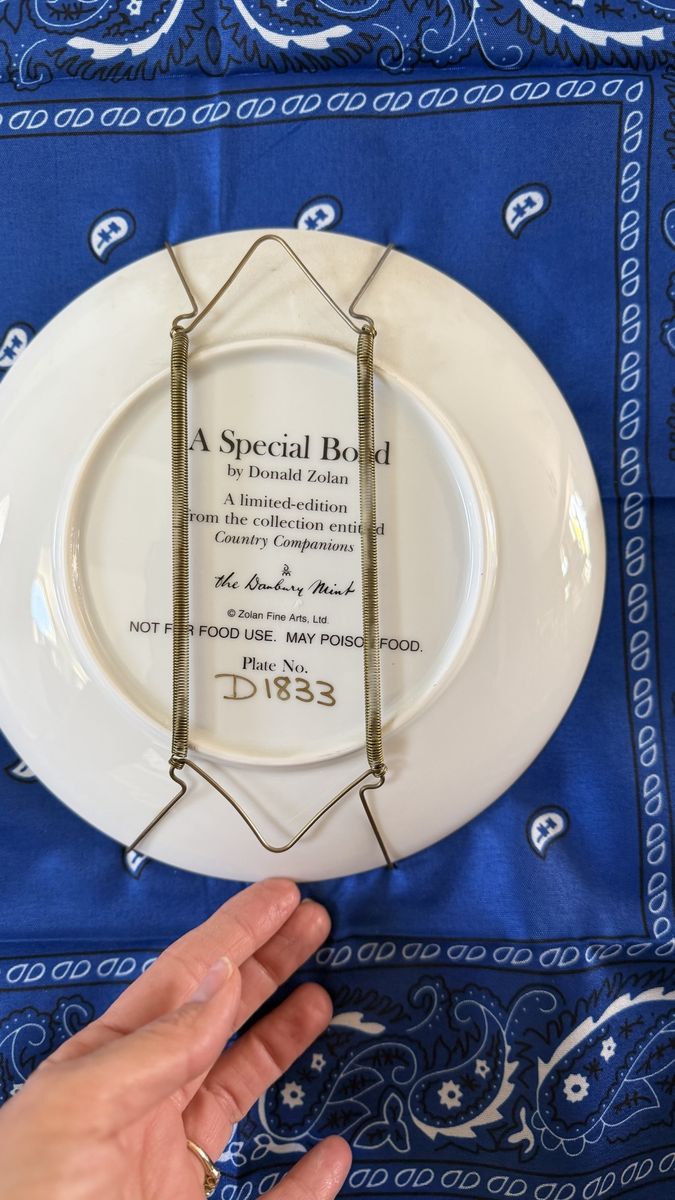 A Special Bond
by Donald Zolan
A limited-edition
from the collection entitled
Country Companions
the Danbury Mint
© Zolan Fine Arts, Ltd.
NOT FOR FOOD USE. MAY POISON FOOD.
Plate No.
D1833